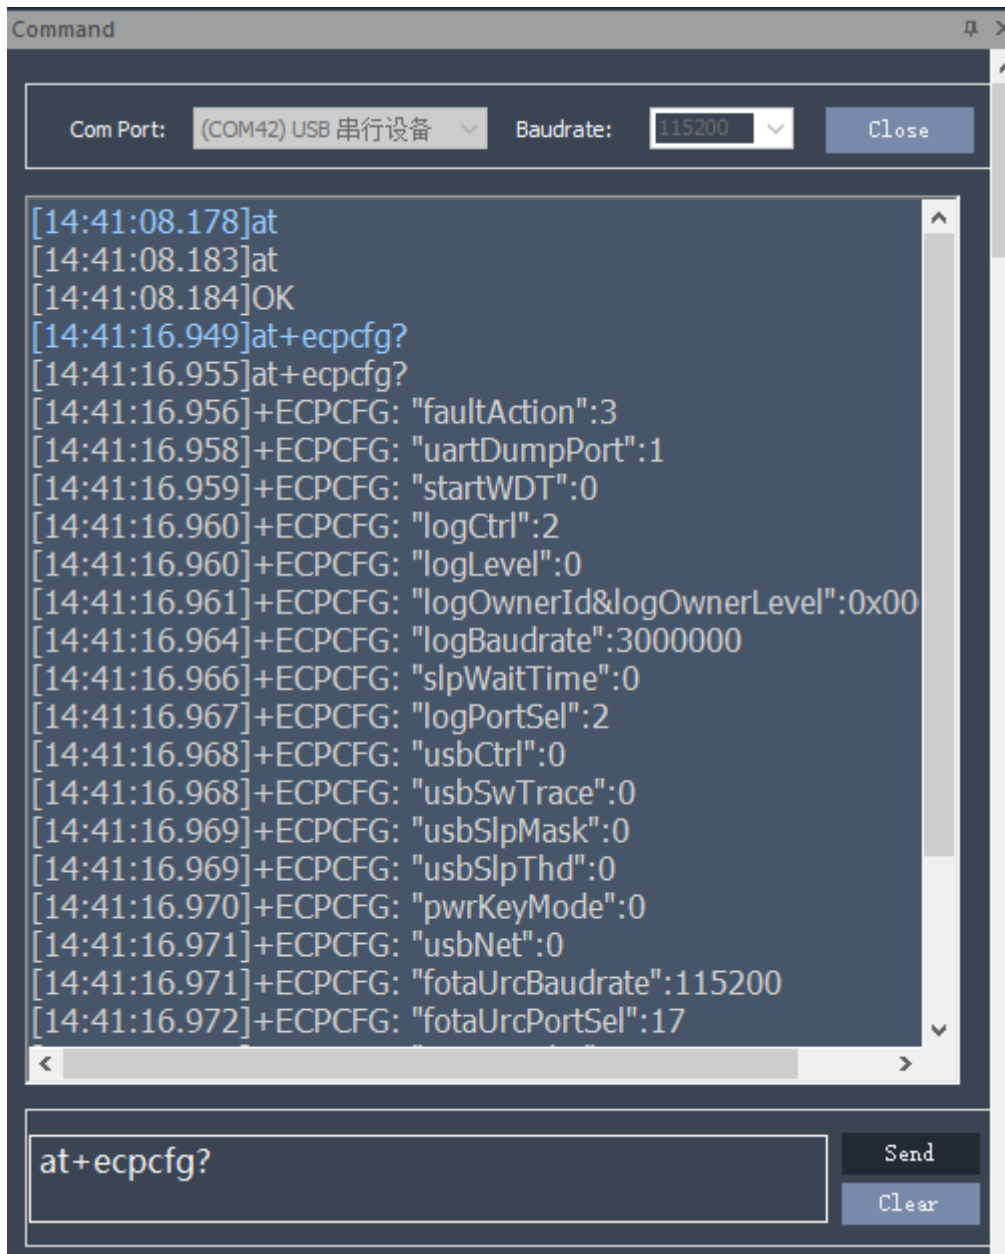 Command
Com Port: (COM42) USB 串行设备 Baudrate: 115200 Close
[14:41:08.178]at
[14:41:08.183]at
[14:41:08.184]OK
[14:41:16.949]at+ecpcfg?
[14:41:16.955]at+ecpcfg?
[14:41:16.956]+ECPCFG: "faultAction":3
[14:41:16.958]+ECPCFG: "uartDumpPort":1
[14:41:16.959]+ECPCFG: "startWDT":0
[14:41:16.960]+ECPCFG: "logCtrl":2
[14:41:16.960]+ECPCFG: "logLevel":0
[14:41:16.961]+ECPCFG: "logOwnerId&logOwnerLevel":0x00
[14:41:16.964]+ECPCFG: "logBaudrate":3000000
[14:41:16.966]+ECPCFG: "slpWaitTime":0
[14:41:16.967]+ECPCFG: "logPortSel":2
[14:41:16.968]+ECPCFG: "usbCtrl":0
[14:41:16.968]+ECPCFG: "usbSwTrace":0
[14:41:16.969]+ECPCFG: "usbSlpMask":0
[14:41:16.969]+ECPCFG: "usbSlpThd":0
[14:41:16.970]+ECPCFG: "pwrKeyMode":0
[14:41:16.971]+ECPCFG: "usbNet":0
[14:41:16.971]+ECPCFG: "fotaUrcBaudrate":115200
[14:41:16.972]+ECPCFG: "fotaUrcPortSel":17
at+ecpcfg?
Send
Clear